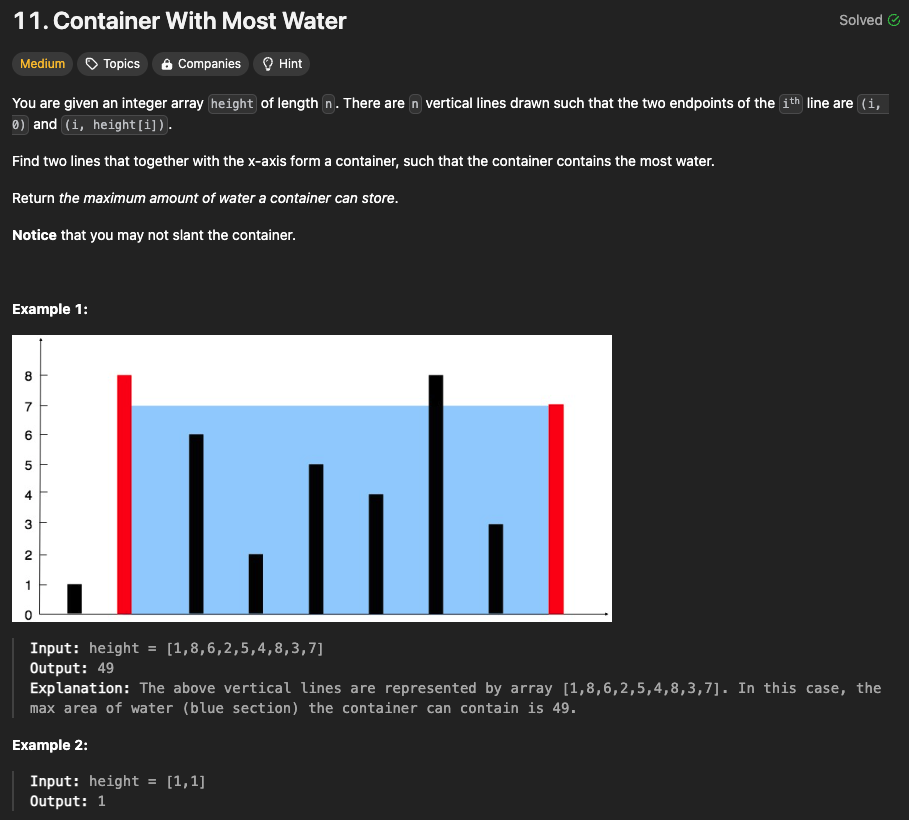 11. Container With Most Water
Solved
Medium
Topics
Companies
Hint
You are given an integer array height of length n. There are n vertical lines drawn such that the two endpoints of the ith line are (i,
0) and (i, height[i]).
Find two lines that together with the x-axis form a container, such that the container contains the most water.
Return the maximum amount of water a container can store.
Notice that you may not slant the container.
Example 1:
8
7
6
5
4
3
2
1
0
Input: height = [1,8,6,2,5,4,8,3,7]
Output: 49
Explanation: The above vertical lines are represented by array [1,8,6,2,5,4,8,3,7]. In this case, the
max area of water (blue section) the container can contain is 49.
Example 2:
Input: height = [1,1]
Output: 1